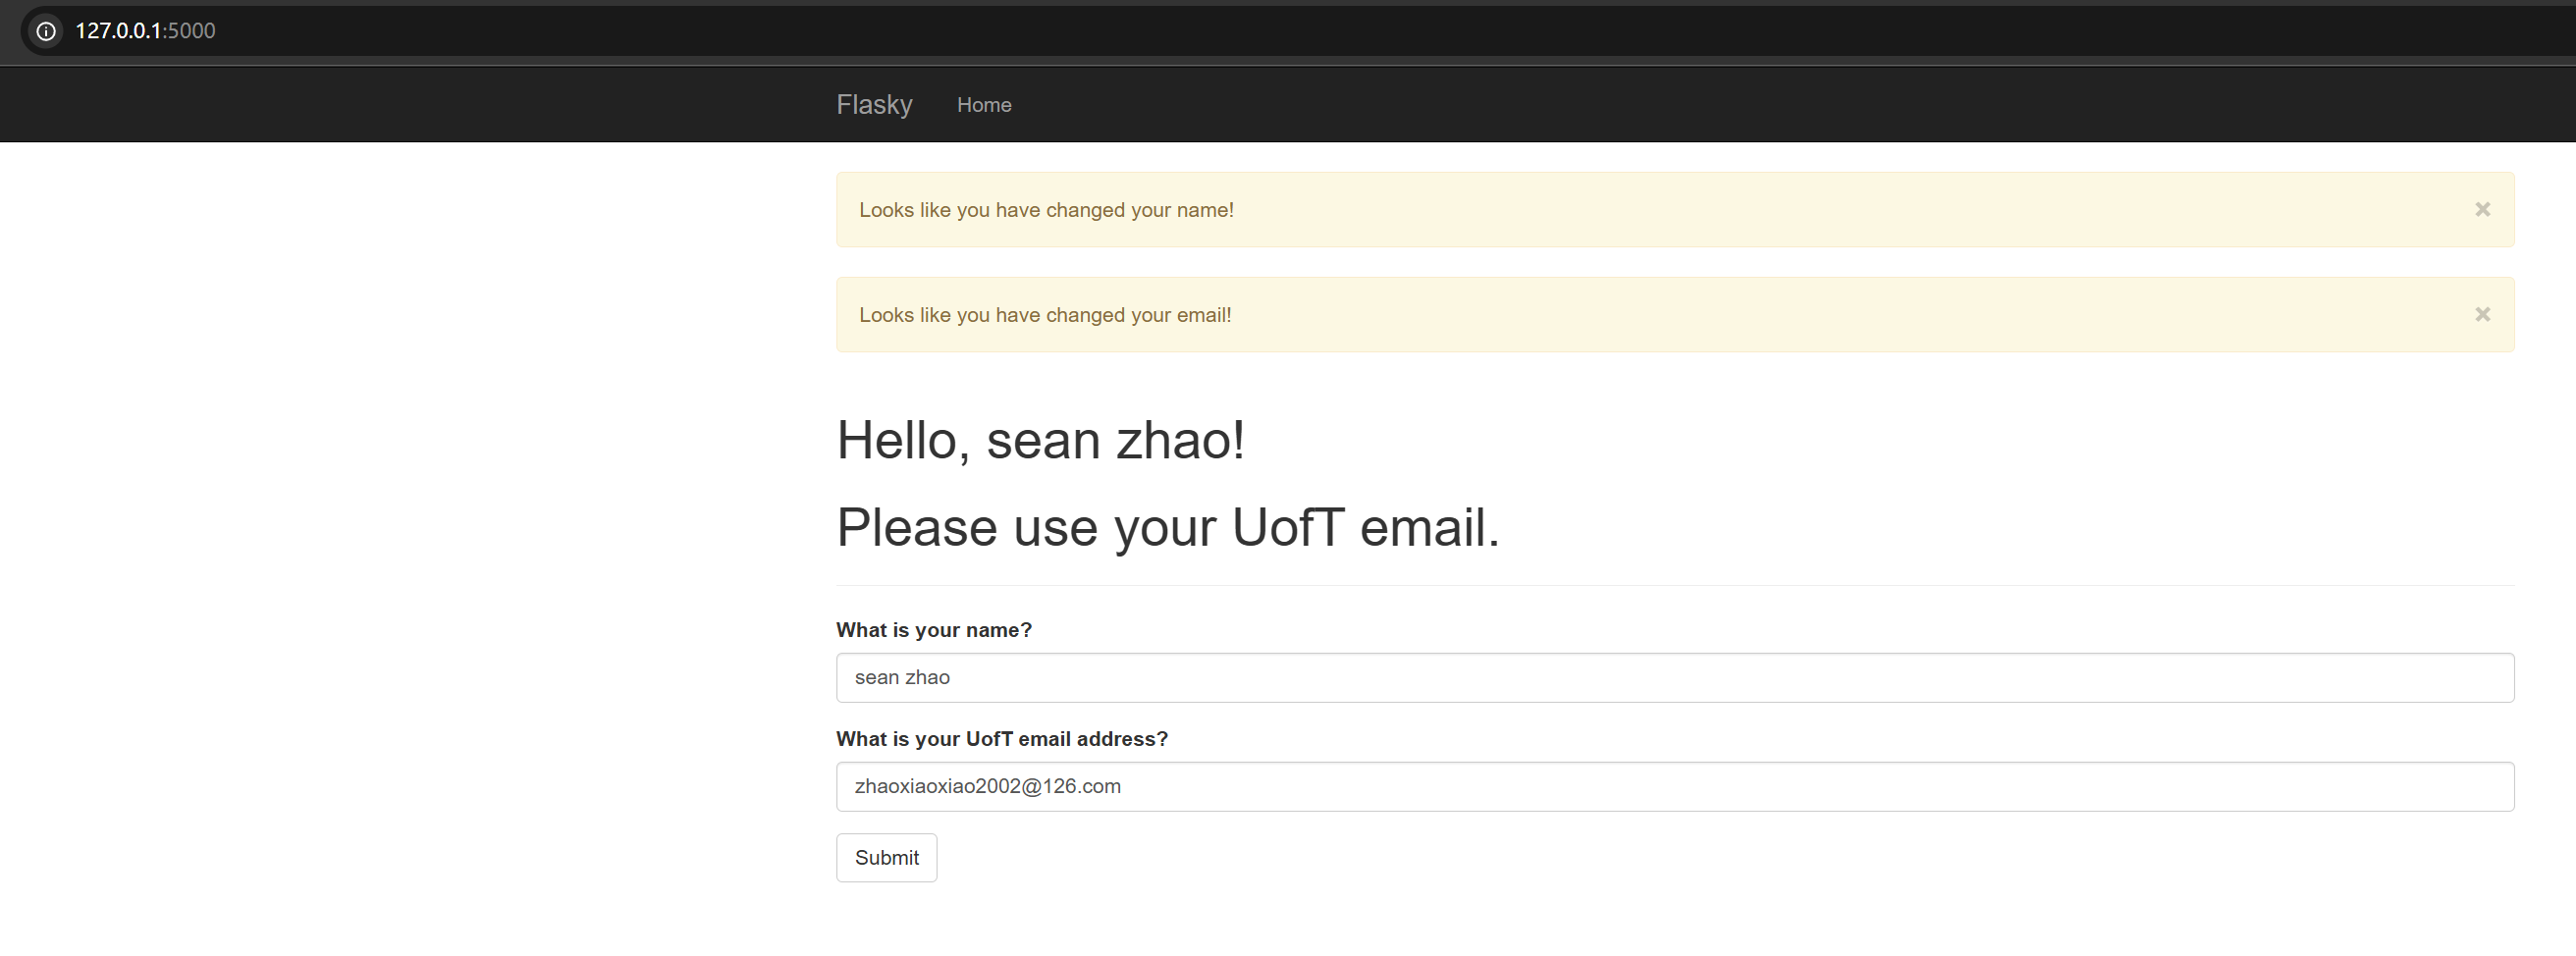 127.0.0.1:5000
Flasky Home
Looks like you have changed your name! ×
Looks like you have changed your email! ×
Hello, sean zhao!
Please use your UofT email.
What is your name?
sean zhao
What is your UofT email address?
zhaoxiaoxiao2002@126.com
Submit